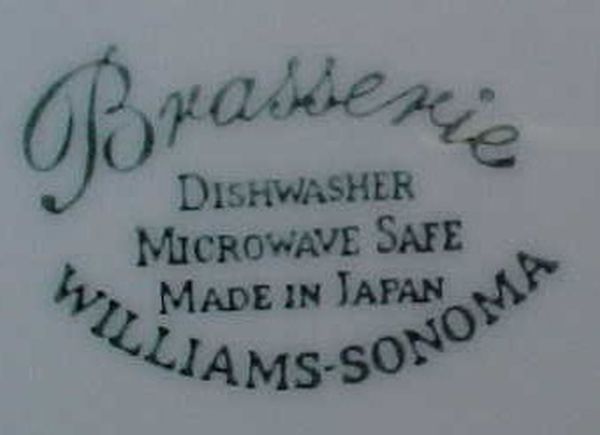 Brasserie
DISHWASHER
MICROWAVE SAFE
MADE IN JAPAN
WILLIAMS-SONOMA